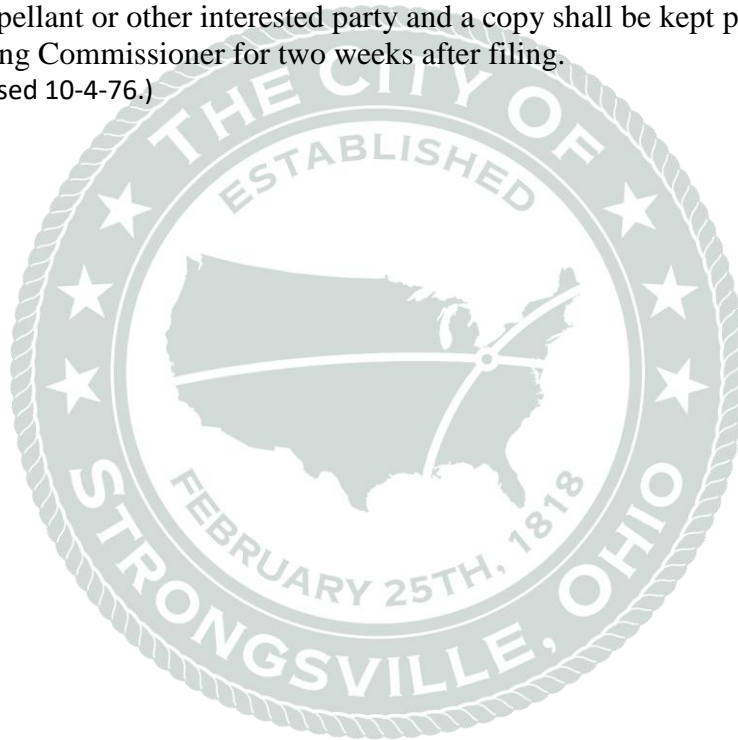 pellant or other interested party and a copy shall be kept p
ng Commissioner for two weeks after filing.
sed 10-4-76.)
THE CITY OF
ESTABLISHED
FEBRUARY 25TH, 1818
STRONGSVILLE, OHIO